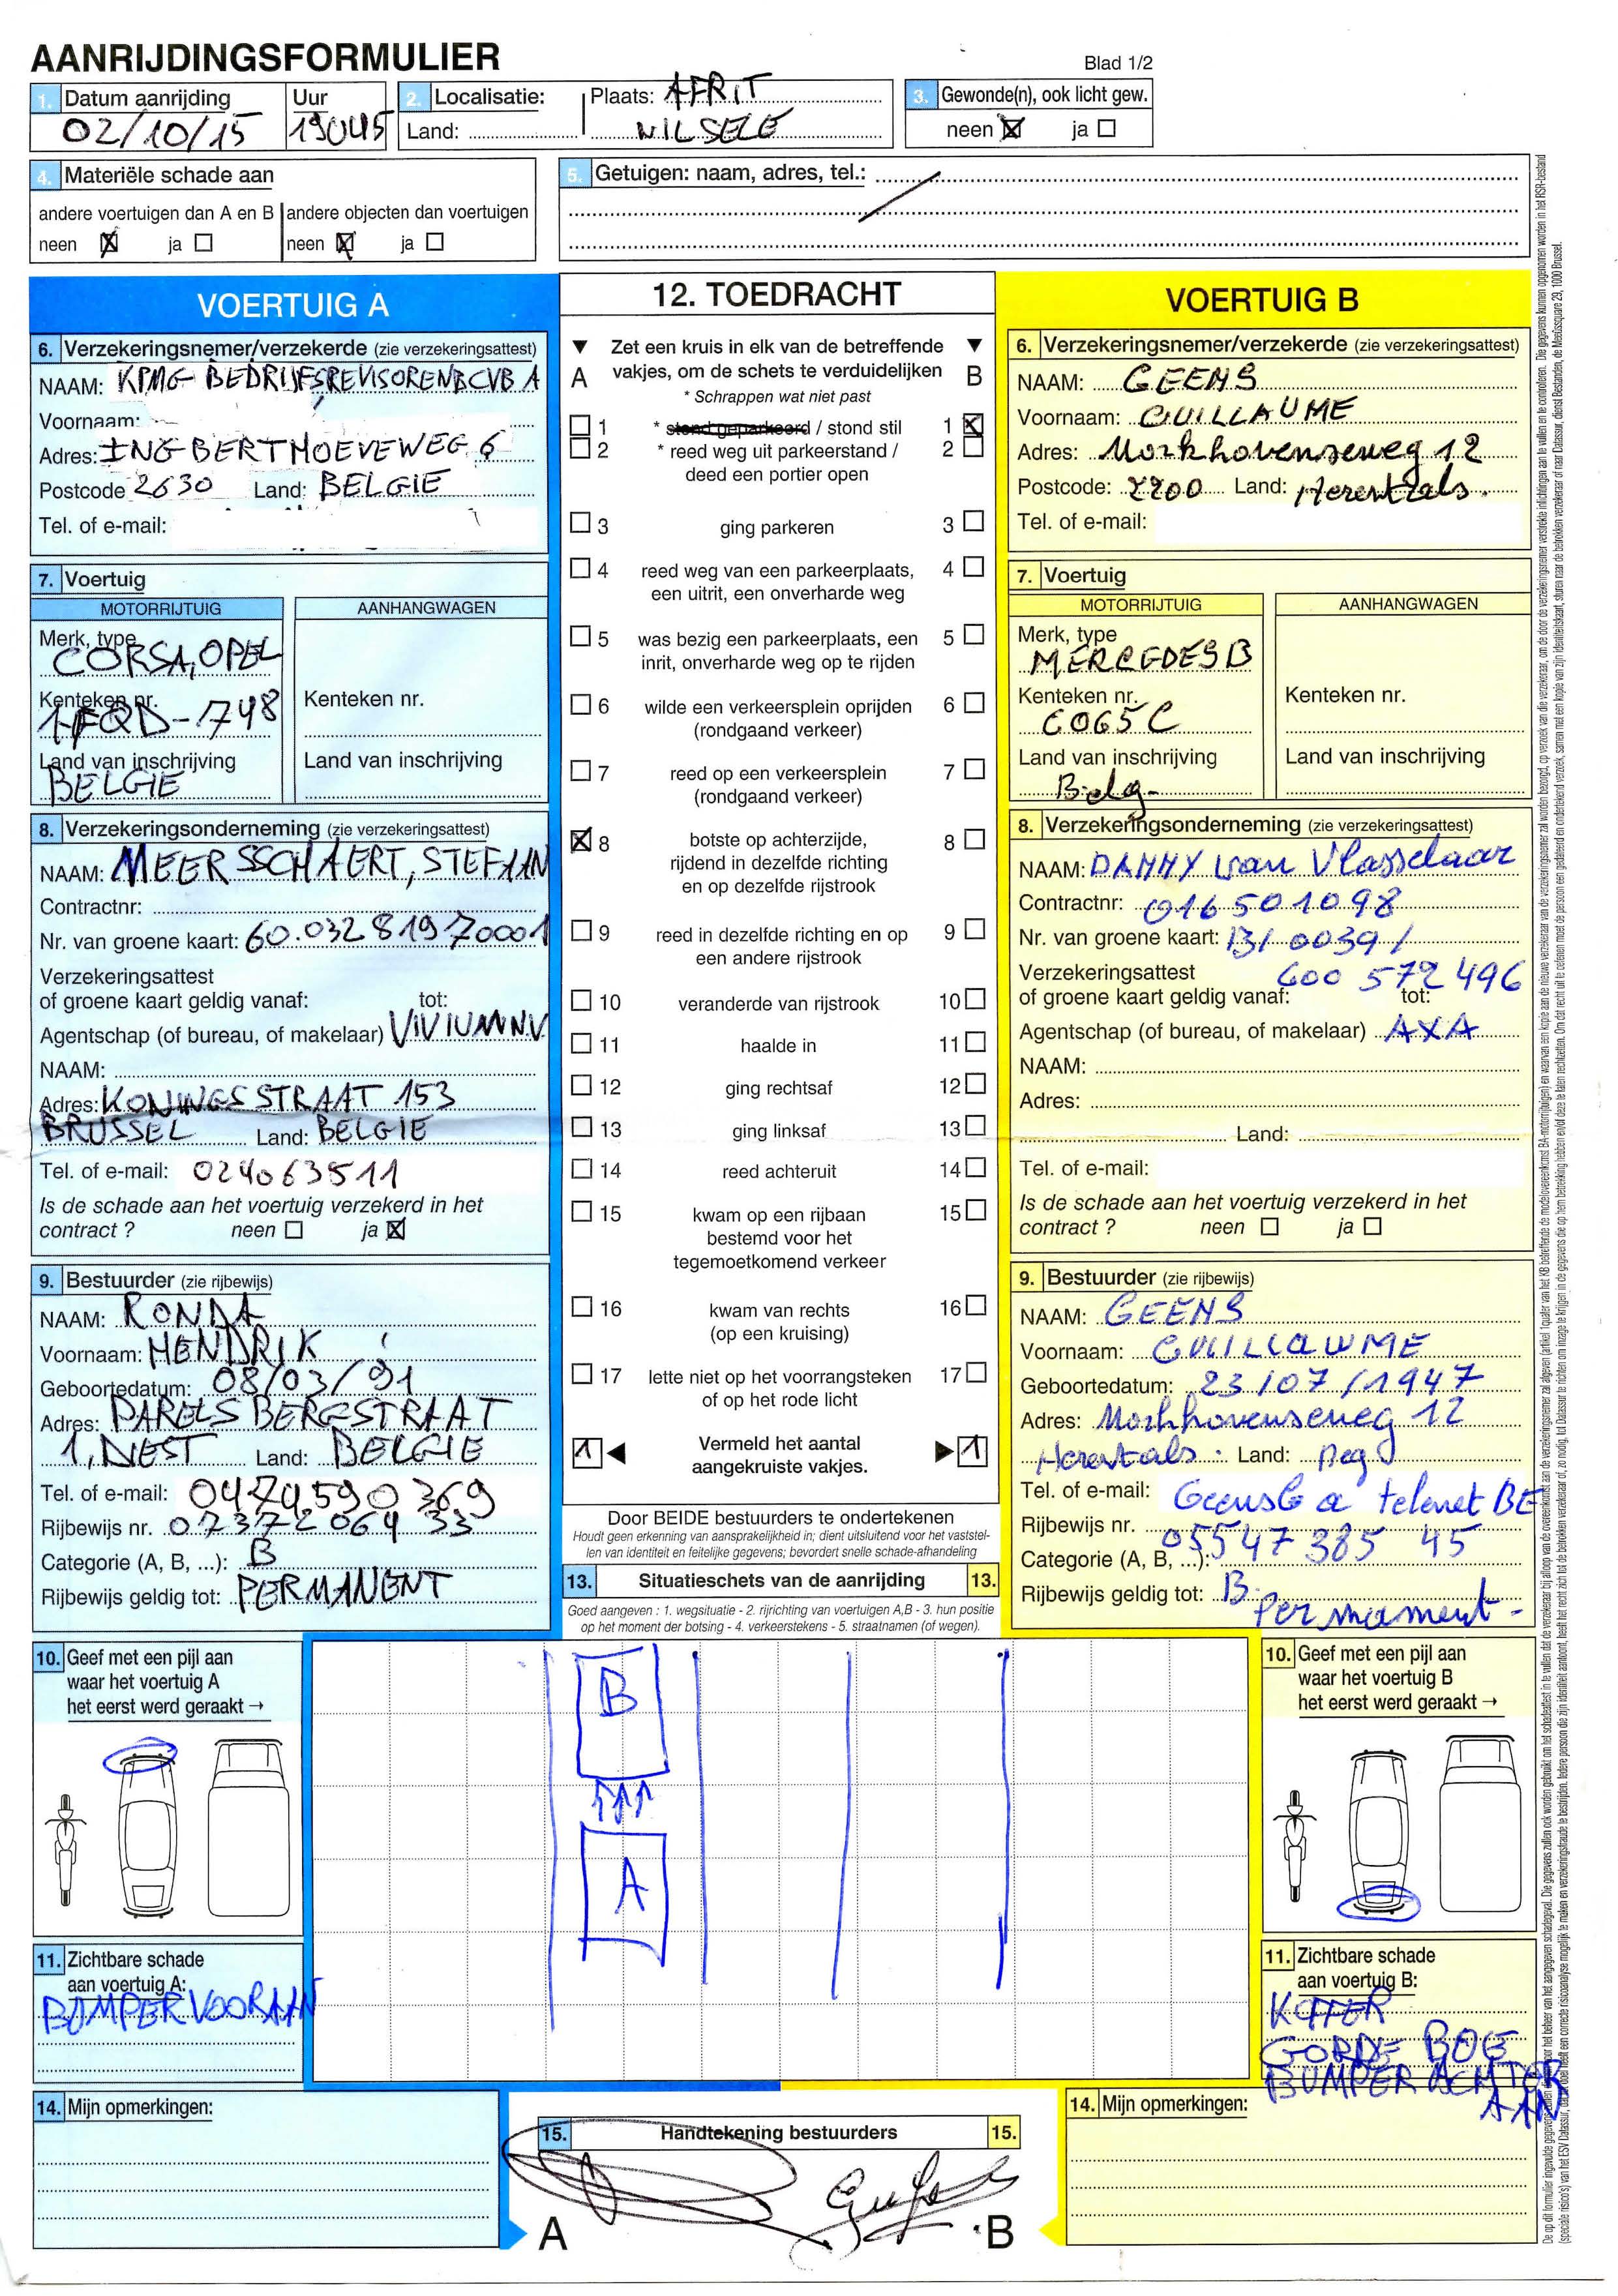 AANRIJDINGSFORMULIER
Blad 1/2
1. Datum aanrijding
02/10/15
Uur
19u45
2. Localisatie:
Land:
Plaats: AFRIT
WILSELE
3. Gewonde(n), ook licht gew.
neen ja
4. Materiële schade aan
andere voertuigen dan A en B
neen ja
andere objecten dan voertuigen
neen ja
5. Getuigen: naam, adres, tel.:
VOERTUIG A
6. Verzekeringsnemer/verzekerde (zie verzekeringsattest)
NAAM: KPMG BEDRIJFSREVISOREN BCVBA
Voornaam:
Adres: INGBERTHOEVEWEG 6
Postcode 2630 Land: BELGIE
Tel. of e-mail:
7. Voertuig
MOTORRIJTUIG
Merk, type
CORSA, OPEL
Kenteken nr.
1-FQD-748
Land van inschrijving
BELGIE
AANHANGWAGEN
Kenteken nr.
Land van inschrijving
8. Verzekeringsonderneming (zie verzekeringsattest)
NAAM: MEERSSCHAERT, STEFAAN
Contractnr:
Nr. van groene kaart: 60.0328197 0001
Verzekeringsattest
of groene kaart geldig vanaf: tot:
Agentschap (of bureau, of makelaar) VIVIUM N.V.
NAAM:
Adres: KONINGSSTRAAT 153
BRUSSEL Land: BELGIE
Tel. of e-mail: 024063511
Is de schade aan het voertuig verzekerd in het
contract ? neen ja
9. Bestuurder (zie rijbewijs)
NAAM: RONDA
Voornaam: HENDRIK
Geboortedatum: 08/03/91
Adres: PARELSBERGSTRAAT
1, DIEST Land: BELGIE
Tel. of e-mail: 0474.590 369
Rijbewijs nr. 07372 064 33
Categorie (A, B, ...): B
Rijbewijs geldig tot: PERMANENT
10. Geef met een pijl aan
waar het voertuig A
het eerst werd geraakt →
11. Zichtbare schade
aan voertuig A:
BUMPER VOORAAN
14. Mijn opmerkingen:
12. TOEDRACHT
Zet een kruis in elk van de betreffende
A vakjes, om de schets te verduidelijken B
* Schrappen wat niet past
1 * stond geparkeerd / stond stil 1
2 * reed weg uit parkeerstand / 2
deed een portier open
3 ging parkeren 3
4 reed weg van een parkeerplaats, 4
een uitrit, een onverharde weg
5 was bezig een parkeerplaats, een 5
inrit, onverharde weg op te rijden
6 wilde een verkeersplein oprijden 6
(rondgaand verkeer)
7 reed op een verkeersplein 7
(rondgaand verkeer)
8 botste op achterzijde, 8
rijdend in dezelfde richting
en op dezelfde rijstrook
9 reed in dezelfde richting en op 9
een andere rijstrook
10 veranderde van rijstrook 10
11 haalde in 11
12 ging rechtsaf 12
13 ging linksaf 13
14 reed achteruit 14
15 kwam op een rijbaan 15
bestemd voor het
tegemoetkomend verkeer
16 kwam van rechts 16
(op een kruising)
17 lette niet op het voorrangsteken 17
of op het rode licht
1 Vermeld het aantal 1
aangekruiste vakjes.
Door BEIDE bestuurders te ondertekenen
Houdt geen erkenning van aansprakelijkheid in; dient uitsluitend voor het vaststel-
len van identiteit en feitelijke gegevens; bevordert snelle schade-afhandeling
13. Situatieschets van de aanrijding 13.
Goed aangeven : 1. wegsituatie - 2. rijrichting van voertuigen A,B - 3. hun positie
op het moment der botsing - 4. verkeerstekens - 5. straatnamen (of wegen).
B
A
15. Handtekening bestuurders 15.
A B
VOERTUIG B
6. Verzekeringsnemer/verzekerde (zie verzekeringsattest)
NAAM: GEENS
Voornaam: GUILLAUME
Adres: Morkhovenseweg 12
Postcode: 2200 Land: Herentals.
Tel. of e-mail:
7. Voertuig
MOTORRIJTUIG
Merk, type
MERCEDES B
Kenteken nr.
GO65C
Land van inschrijving
Belg-
AANHANGWAGEN
Kenteken nr.
Land van inschrijving
8. Verzekeringsonderneming (zie verzekeringsattest)
NAAM: DANNY van Vlasselaar
Contractnr: 016501098
Nr. van groene kaart: 13/0039/
Verzekeringsattest 600 572 496
of groene kaart geldig vanaf: tot:
Agentschap (of bureau, of makelaar) AXA
NAAM:
Adres:
Land:
Tel. of e-mail:
Is de schade aan het voertuig verzekerd in het
contract ? neen ja
9. Bestuurder (zie rijbewijs)
NAAM: GEENS
Voornaam: GUILLAUME
Geboortedatum: 23/07/1947
Adres: Morkhovenseweg 12
Herentals. Land: Beg
Tel. of e-mail: GeensG a telenet BE
Rijbewijs nr. 05547 385 45
Categorie (A, B, ...):
Rijbewijs geldig tot: B.
Permament-
10. Geef met een pijl aan
waar het voertuig B
het eerst werd geraakt →
11. Zichtbare schade
aan voertuig B:
KOFFER
BUMPER ACHTER
AAN
14. Mijn opmerkingen: